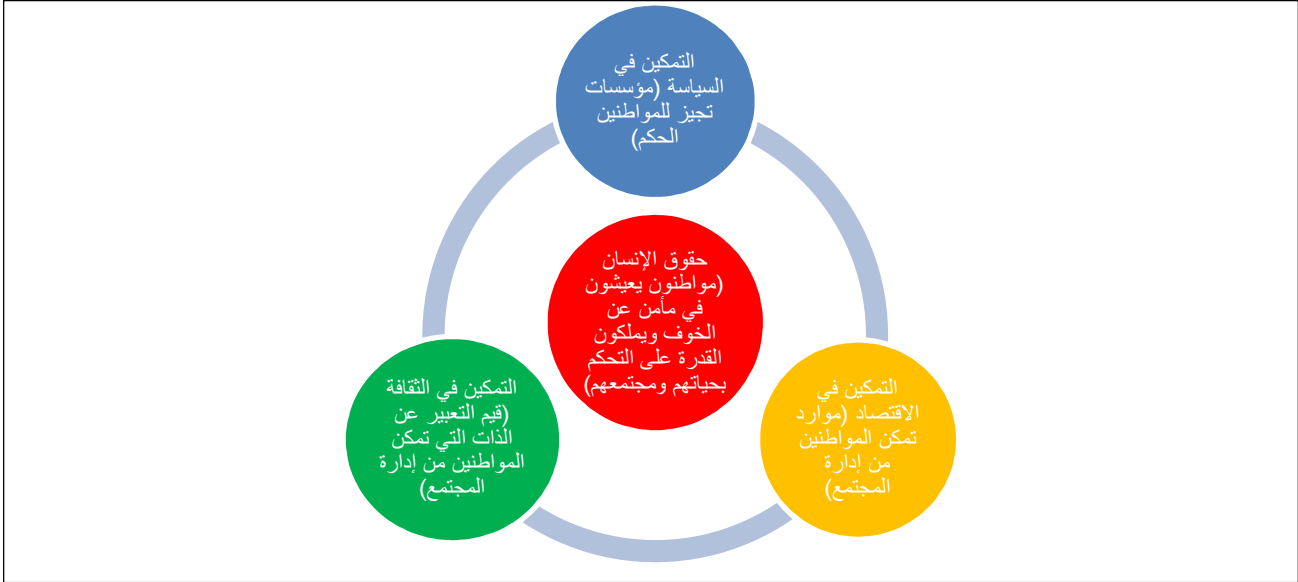 التمكين في
السياسة (مؤسسات
تجيز للمواطنين
الحكم)
حقوق الإنسان
(مواطنون يعيشون
في مأمن عن
الخوف ويملكون
القدرة على التحكم
بحياتهم ومجتمعهم)
التمكين في
الاقتصاد (موارد
تمكن المواطنين
من إدارة
المجتمع)
التمكين في الثقافة
(قيم التعبير عن
الذات التي تمكن
المواطنين من إدارة
المجتمع)